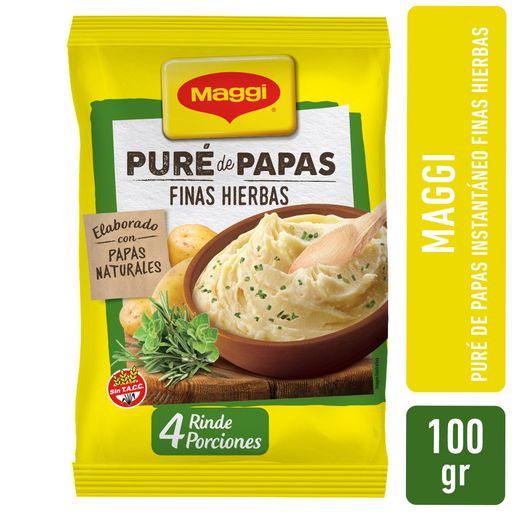 Maggi
PURÉ de PAPAS
FINAS HIERBAS
Elaborado
con
PAPAS
NATURALES
Sin T.A.C.C.
4 Rinde
Porciones
MAGGI
PURÉ DE PAPAS INSTANTÁNEO FINAS HIERBAS
100
gr